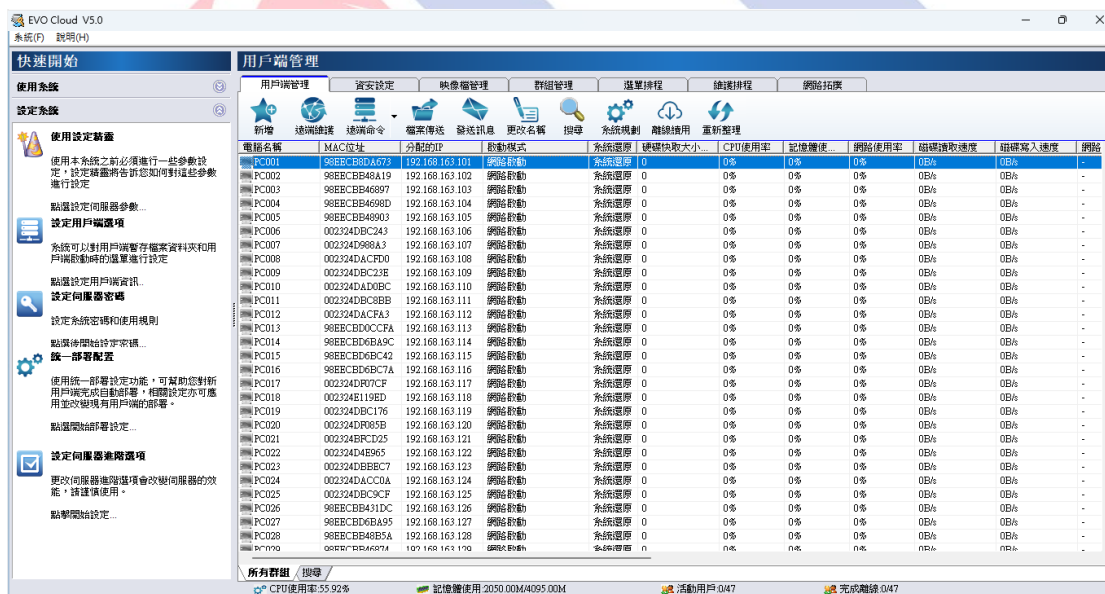 EVO Cloud V5.0
系統(F) 說明(H)
快速開始
使用系統
設定系統
使用設定精靈
使用本系統之前必須進行一些參數設
定，設定精靈將告訴您如何對這些參數
進行設定
點選設定伺服器參數...
設定用戶端選項
系統可以對用戶端暫存檔案資料夾和用
戶端啟動時的選單進行設定
點選設定用戶端資訊..
設定伺服器密碼
設定系統密碼和使用規則
點選後開始設定密碼...
統一部署配置
使用統一部署設定功能，可幫助您對新
用戶端完成自動部署，相關設定亦可應
用並改變現有用戶端的部署。
點選開始部署設定...
設定伺服器進階選項
更改伺服器進階選項會改變伺服器的效
能，請謹慎使用。
點擊開始設定...
用戶端管理
用戶端管理 資安設定 映像檔管理 群組管理 選單排程 維護排程 網路拓撲
新增 遠端維護 遠端命令 檔案傳送 發送訊息 更改名稱 搜尋 系統規劃 離線續用 重新整理
電腦名稱 MAC位址 分配的IP 啟動模式 系統還原 硬碟快取大小... CPU使用率 記憶體使... 網路使用率 磁碟讀取速度 磁碟寫入速度 網路
PC001 98EECB8DA673 192.168.163.101 網路啟動 系統還原 0 0% 0% 0% 0B/s 0B/s -
PC002 98EECBB48A19 192.168.163.102 網路啟動 系統還原 0 0% 0% 0% 0B/s 0B/s -
PC003 98EECBB46897 192.168.163.103 網路啟動 系統還原 0 0% 0% 0% 0B/s 0B/s -
PC004 98EECBB4698D 192.168.163.104 網路啟動 系統還原 0 0% 0% 0% 0B/s 0B/s -
PC005 98EECBB48903 192.168.163.105 網路啟動 系統還原 0 0% 0% 0% 0B/s 0B/s -
PC006 002324DBC243 192.168.163.106 網路啟動 系統還原 0 0% 0% 0% 0B/s 0B/s -
PC007 002324D988A3 192.168.163.107 網路啟動 系統還原 0 0% 0% 0% 0B/s 0B/s -
PC008 002324DACFD0 192.168.163.108 網路啟動 系統還原 0 0% 0% 0% 0B/s 0B/s -
PC009 002324DBC23E 192.168.163.109 網路啟動 系統還原 0 0% 0% 0% 0B/s 0B/s -
PC010 002324DAD0BC 192.168.163.110 網路啟動 系統還原 0 0% 0% 0% 0B/s 0B/s -
PC011 002324DBC8BB 192.168.163.111 網路啟動 系統還原 0 0% 0% 0% 0B/s 0B/s -
PC012 002324DACFA3 192.168.163.112 網路啟動 系統還原 0 0% 0% 0% 0B/s 0B/s -
PC013 98EECBD0CCFA 192.168.163.113 網路啟動 系統還原 0 0% 0% 0% 0B/s 0B/s -
PC014 98EECBD6BA9C 192.168.163.114 網路啟動 系統還原 0 0% 0% 0% 0B/s 0B/s -
PC015 98EECBD6BC42 192.168.163.115 網路啟動 系統還原 0 0% 0% 0% 0B/s 0B/s -
PC016 98EECBD6BC7A 192.168.163.116 網路啟動 系統還原 0 0% 0% 0% 0B/s 0B/s -
PC017 002324DF07CF 192.168.163.117 網路啟動 系統還原 0 0% 0% 0% 0B/s 0B/s -
PC018 002324E119ED 192.168.163.118 網路啟動 系統還原 0 0% 0% 0% 0B/s 0B/s -
PC019 002324DBC176 192.168.163.119 網路啟動 系統還原 0 0% 0% 0% 0B/s 0B/s -
PC020 002324DF085B 192.168.163.120 網路啟動 系統還原 0 0% 0% 0% 0B/s 0B/s -
PC021 002324BFCD25 192.168.163.121 網路啟動 系統還原 0 0% 0% 0% 0B/s 0B/s -
PC022 002324D4E965 192.168.163.122 網路啟動 系統還原 0 0% 0% 0% 0B/s 0B/s -
PC023 002324DBBEC7 192.168.163.123 網路啟動 系統還原 0 0% 0% 0% 0B/s 0B/s -
PC024 002324DACC0A 192.168.163.124 網路啟動 系統還原 0 0% 0% 0% 0B/s 0B/s -
PC025 002324DBC9CF 192.168.163.125 網路啟動 系統還原 0 0% 0% 0% 0B/s 0B/s -
PC026 98EECBB431DC 192.168.163.126 網路啟動 系統還原 0 0% 0% 0% 0B/s 0B/s -
PC027 98EECBD6BA95 192.168.163.127 網路啟動 系統還原 0 0% 0% 0% 0B/s 0B/s -
PC028 98EECBB48B5A 192.168.163.128 網路啟動 系統還原 0 0% 0% 0% 0B/s 0B/s -
PC029 98EECBB46874 192.168.163.129 網路啟動 系統還原 0 0% 0% 0% 0B/s 0B/s -
所有群組 搜尋
CPU使用率:55.92% 記憶體使用:2050.00M/4095.00M 活動用戶:0/47 完成離線:0/47